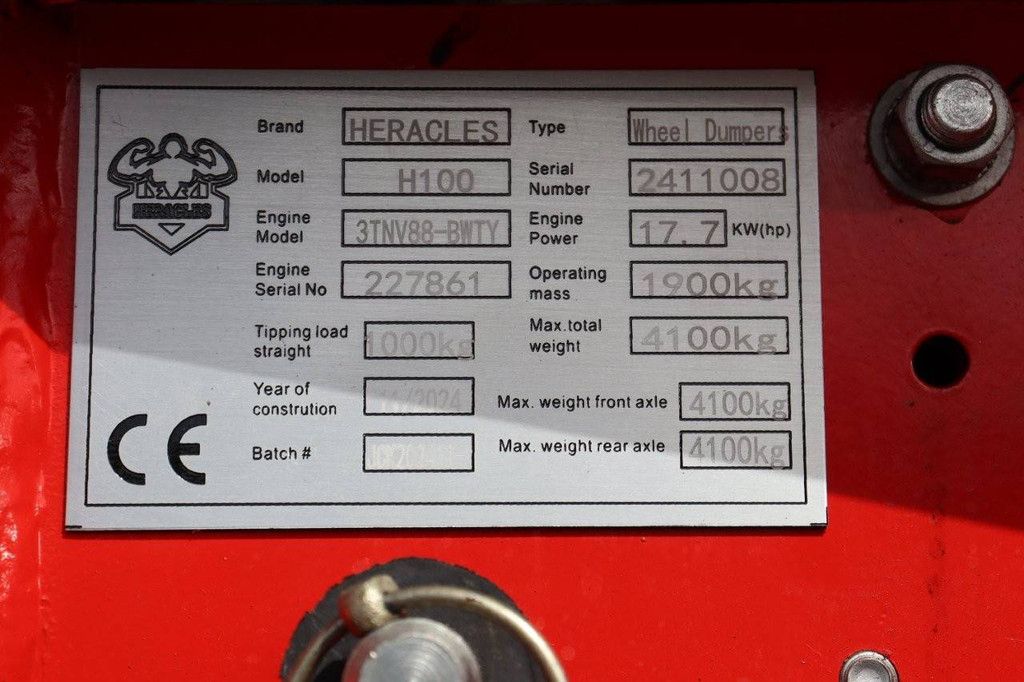 Brand HERACLES Type Wheel Dumpers
HERACLES
Model H100 Serial Number 2411008
Engine Model 3TNV88-BWTY Engine Power 17.7 KW(hp)
Engine Serial No 227861 Operating mass 1900kg
Tipping load straight 1000kg Max.total weight 4100kg
Year of constrution /2024 Max. weight front axle 4100kg
CE Batch # Max. weight rear axle 4100kg